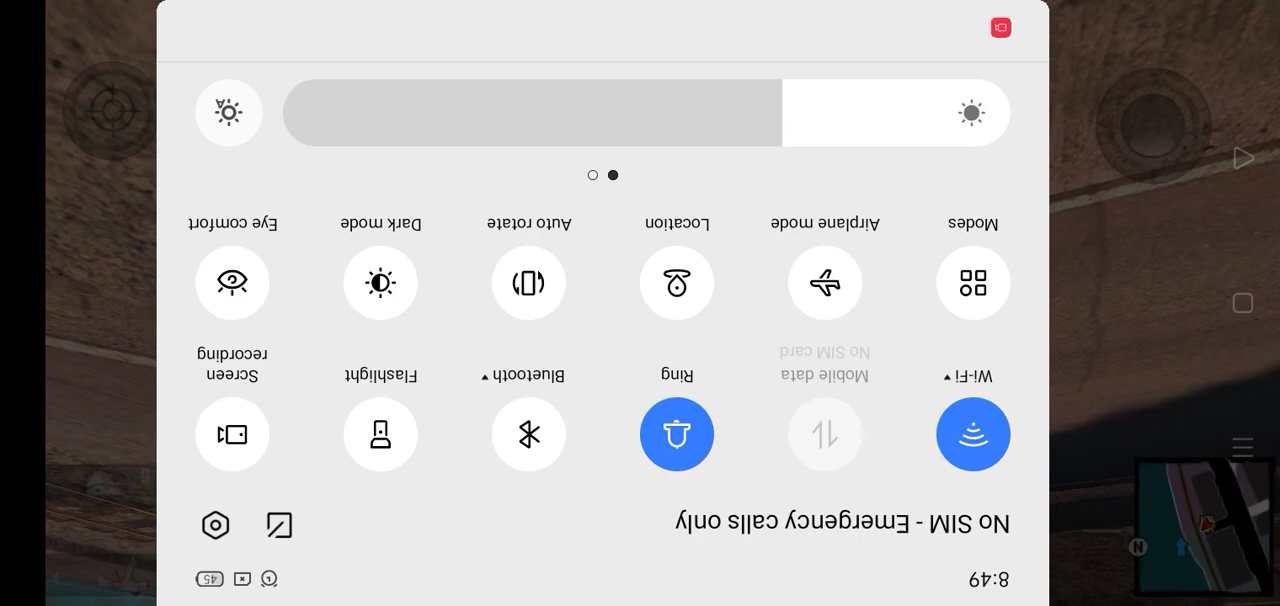 8:49
45
No SIM - Emergency calls only
Wi-Fi
Mobile data
No SIM card
Ring
Bluetooth
Flashlight
Screen
recording
Modes
Airplane mode
Location
Auto rotate
Dark mode
Eye comfort
A
N